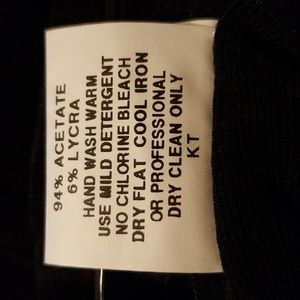 94% ACETATE
6% LYCRA
HAND WASH WARM
USE MILD DETERGENT
NO CHLORINE BLEACH
DRY FLAT COOL IRON
OR PROFESSIONAL
DRY CLEAN ONLY
KT